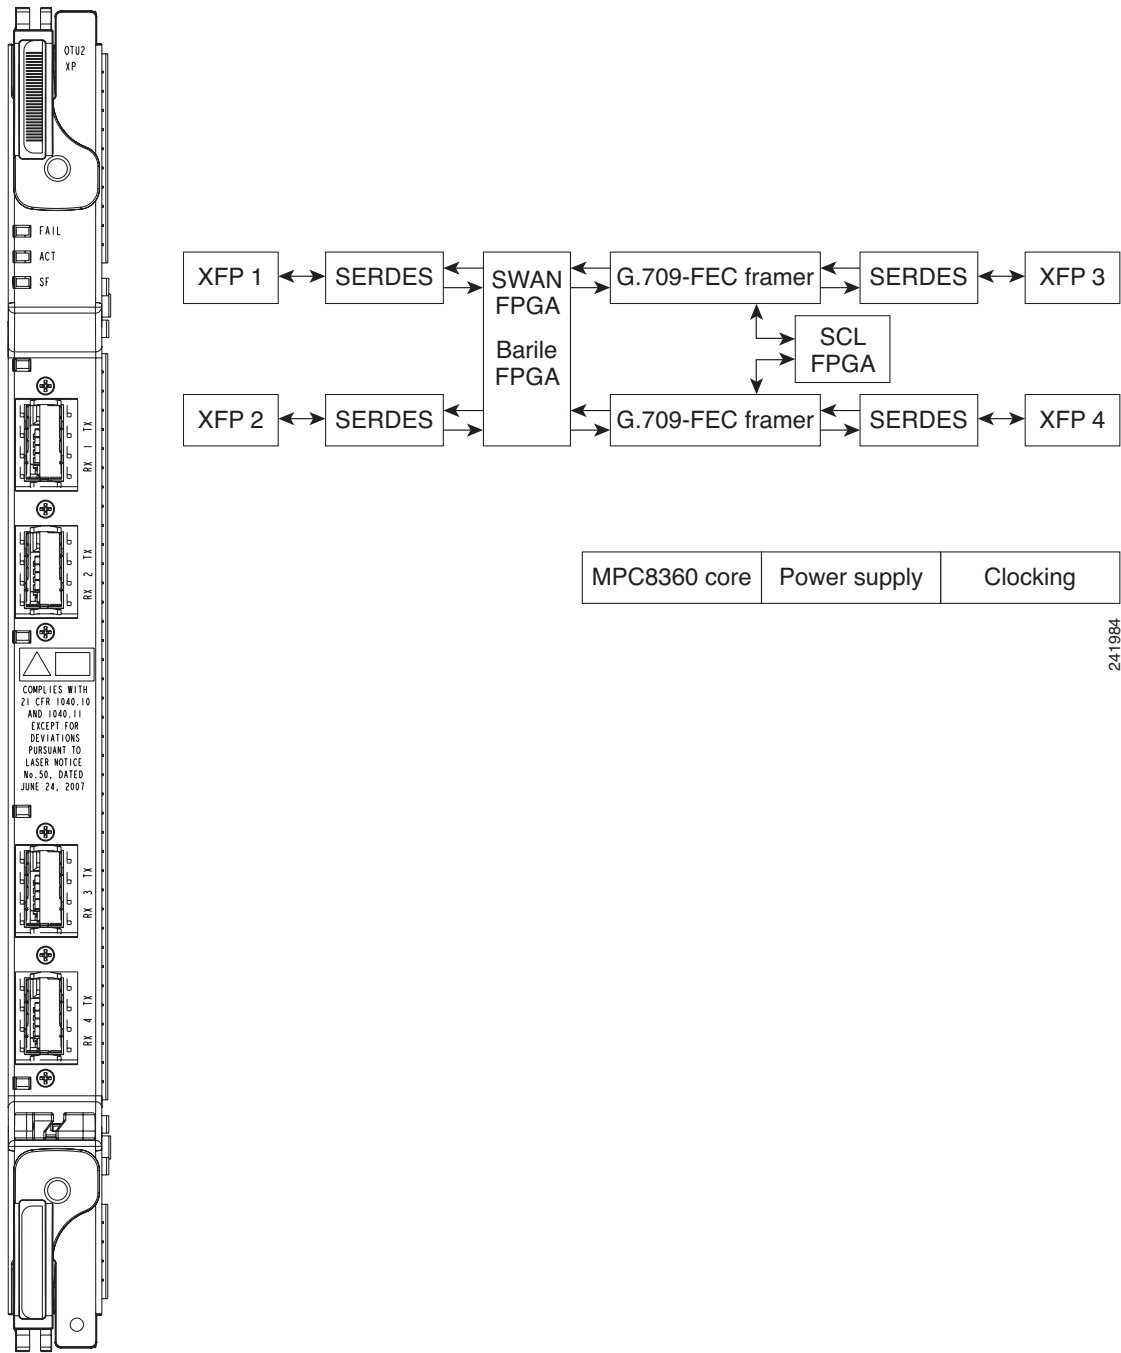 OTU2
XP
FAIL
ACT
SF
RX 1 TX
RX 2 TX
COMPLIES WITH
21 CFR 1040.10
AND 1040.11
EXCEPT FOR
DEVIATIONS
PURSUANT TO
LASER NOTICE
No.50, DATED
JUNE 24, 2007
RX 3 TX
RX 4 TX
XFP 1
SERDES
SWAN
FPGA
Barile
FPGA
G.709-FEC framer
SERDES
XFP 3
SCL
FPGA
XFP 2
SERDES
G.709-FEC framer
SERDES
XFP 4
MPC8360 core
Power supply
Clocking
241984